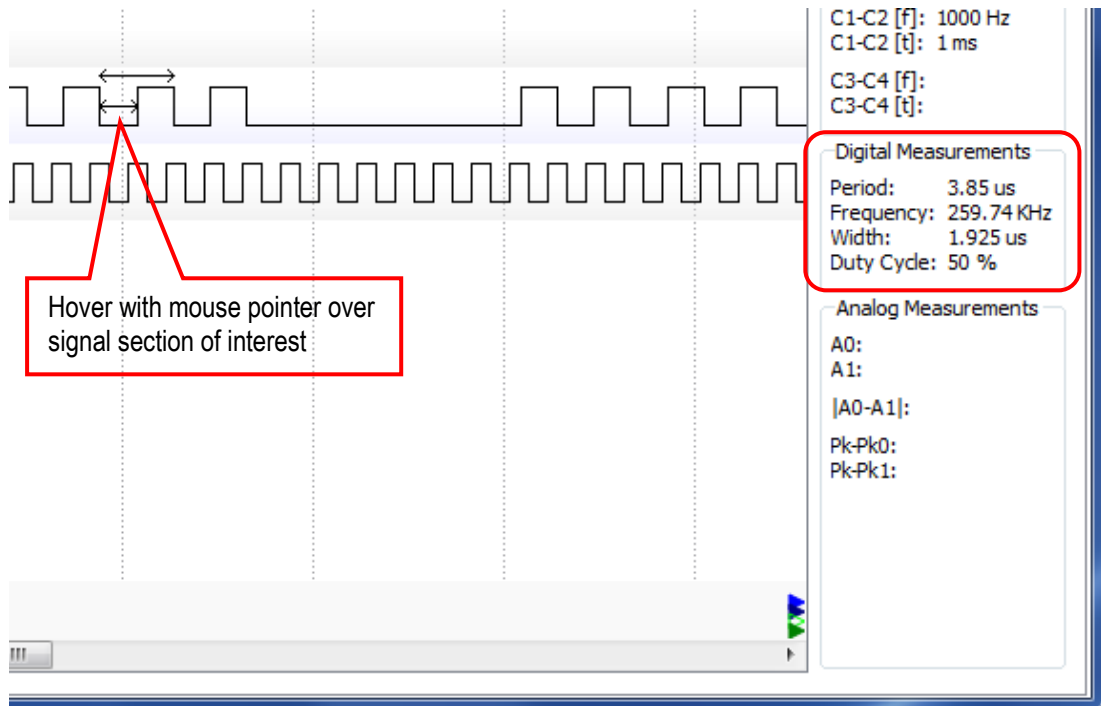 C1-C2 [f]: 1000 Hz
C1-C2 [t]: 1 ms
C3-C4 [f]:
C3-C4 [t]:
Digital Measurements
Period: 3.85 us
Frequency: 259.74 KHz
Width: 1.925 us
Duty Cycle: 50 %
Hover with mouse pointer over
signal section of interest
Analog Measurements
A0:
A1:
|A0-A1|:
Pk-Pk0:
Pk-Pk1: